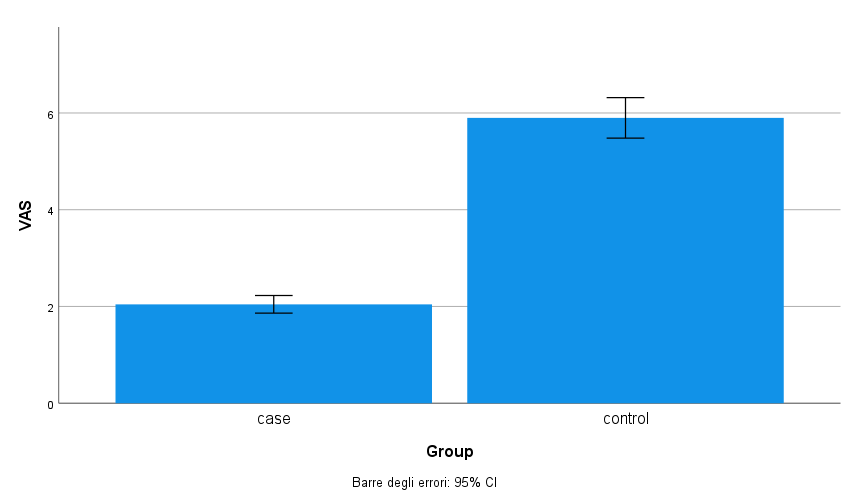 VAS
6
4
2
0
case
control
Group
Barre degli errori: 95% CI